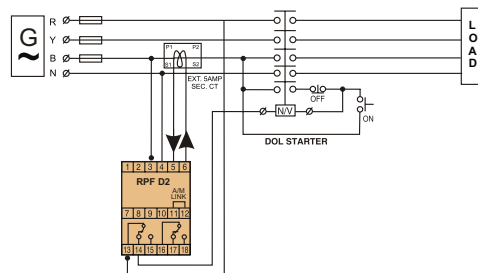 G
~
R
Y
B
N
P1 P2
S1 S2
EXT. 5AMP
SEC. CT
OFF
N/V
ON
DOL STARTER
L
O
A
D
1 2 3 4 5 6
RPF D2
A/M
LINK
7 8 9 10 11 12
13 14 15 16 17 18